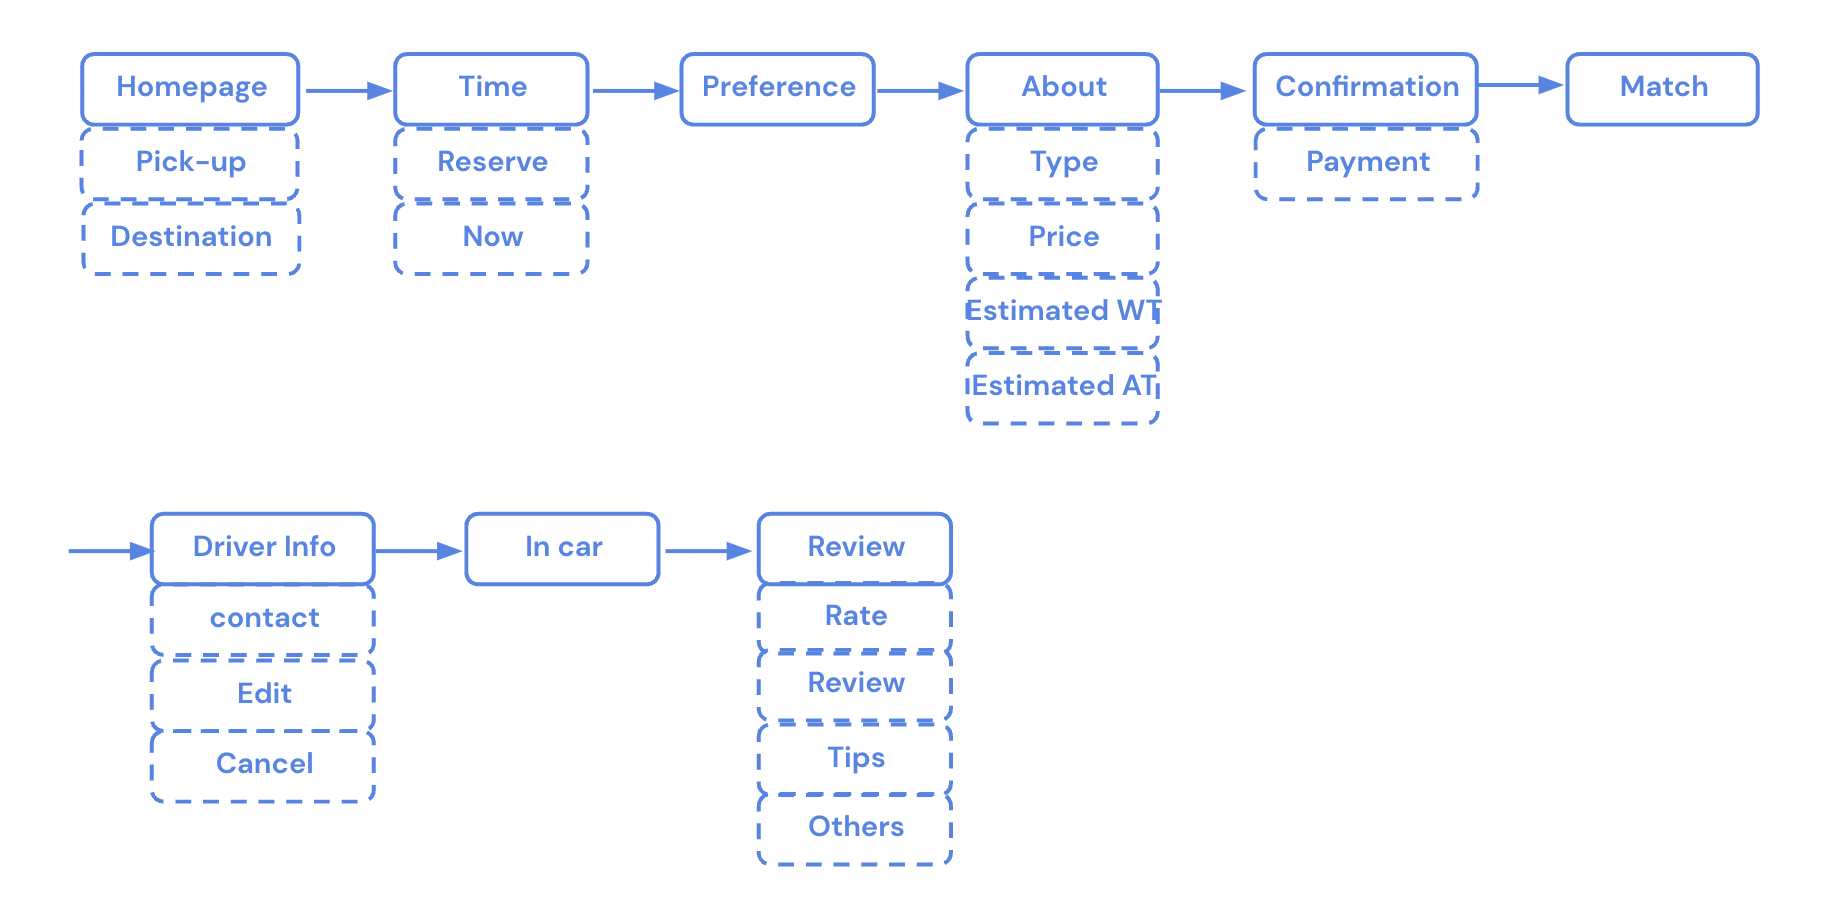 Homepage
Time
Preference
About
Confirmation
Match
Pick-up
Reserve
Type
Payment
Destination
Now
Price
Estimated WT
Estimated AT
Driver Info
In car
Review
contact
Rate
Edit
Review
Cancel
Tips
Others